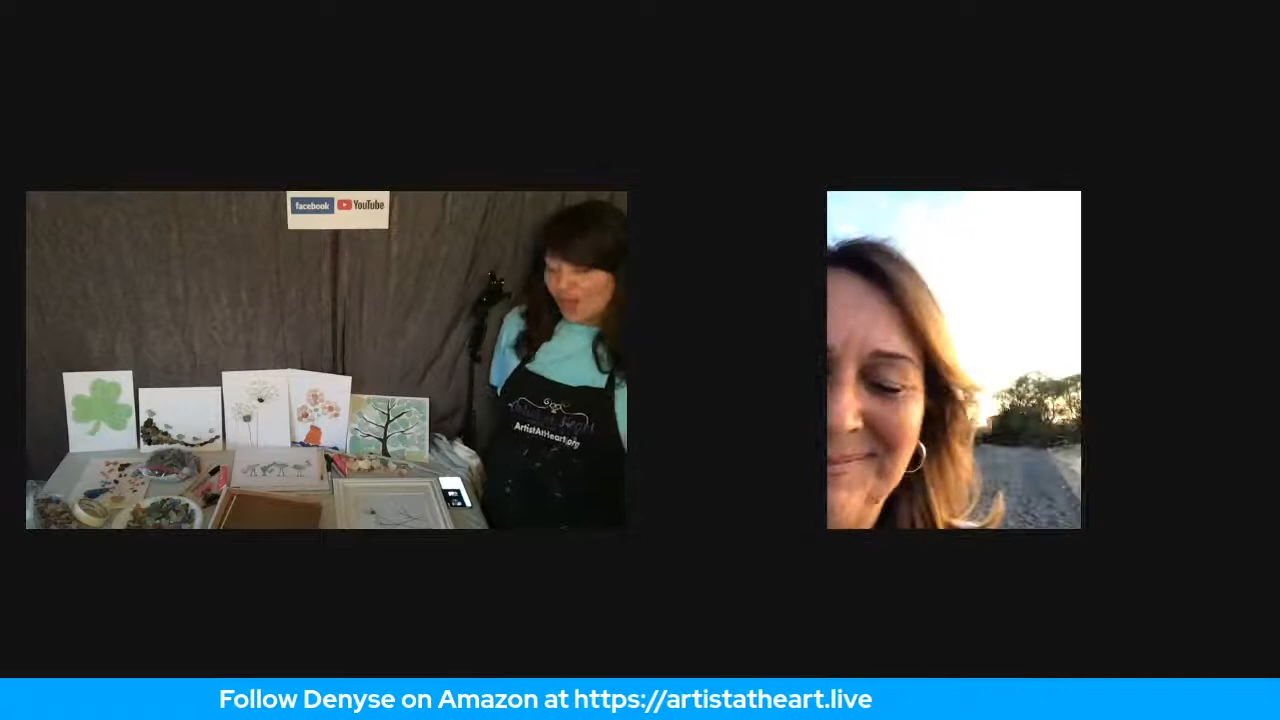 facebook YouTube
ArtistAtHeart.org
Follow Denyse on Amazon at https://artistatheart.live